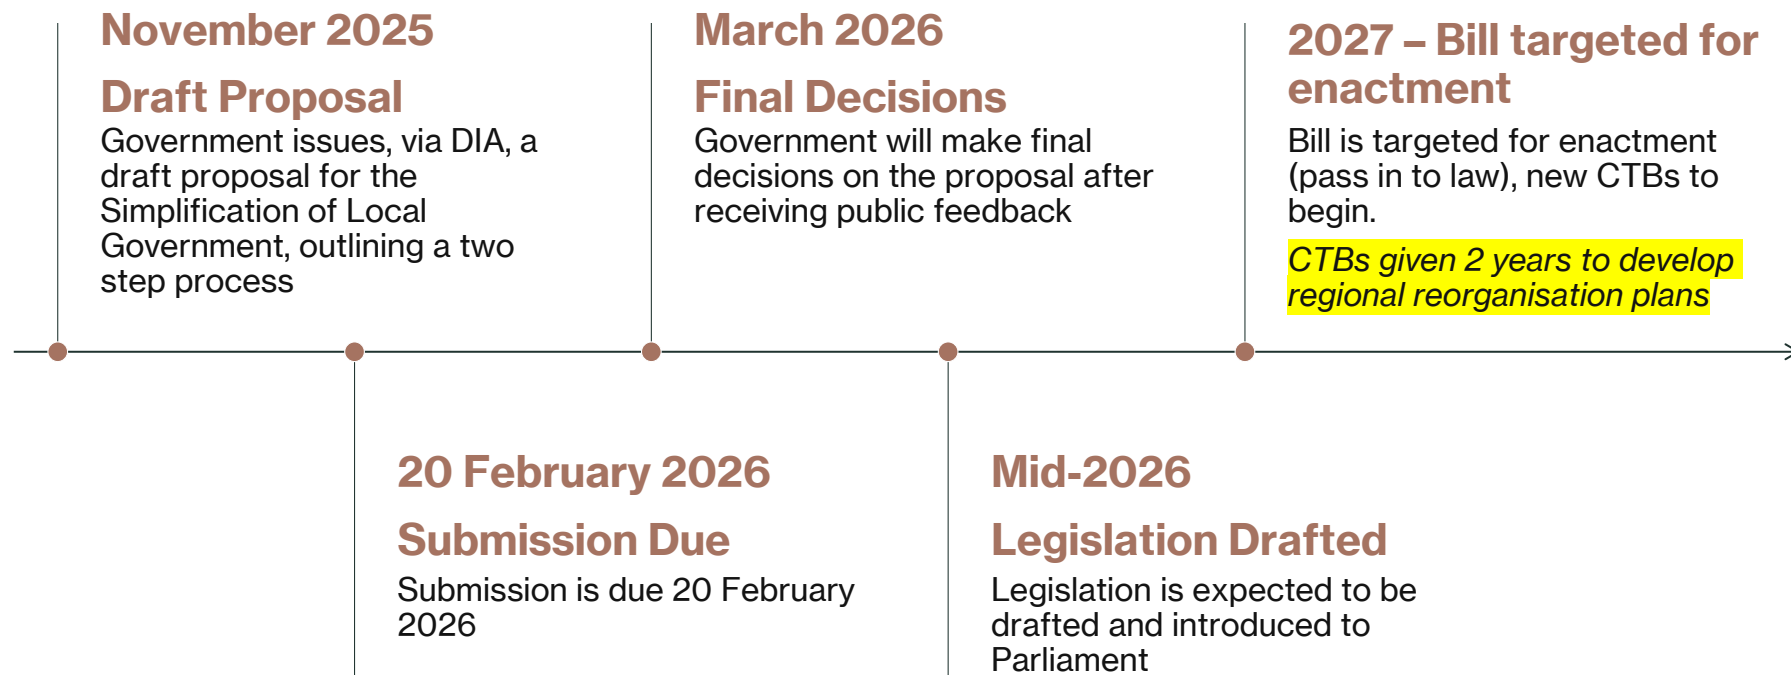 November 2025
Draft Proposal
Government issues, via DIA, a
draft proposal for the
Simplification of Local
Government, outlining a two
step process
20 February 2026
Submission Due
Submission is due 20 February
2026
March 2026
Final Decisions
Government will make final
decisions on the proposal after
receiving public feedback
Mid-2026
Legislation Drafted
Legislation is expected to be
drafted and introduced to
Parliament
2027 – Bill targeted for
enactment
Bill is targeted for enactment
(pass in to law), new CTBs to
begin.
CTBs given 2 years to develop
regional reorganisation plans